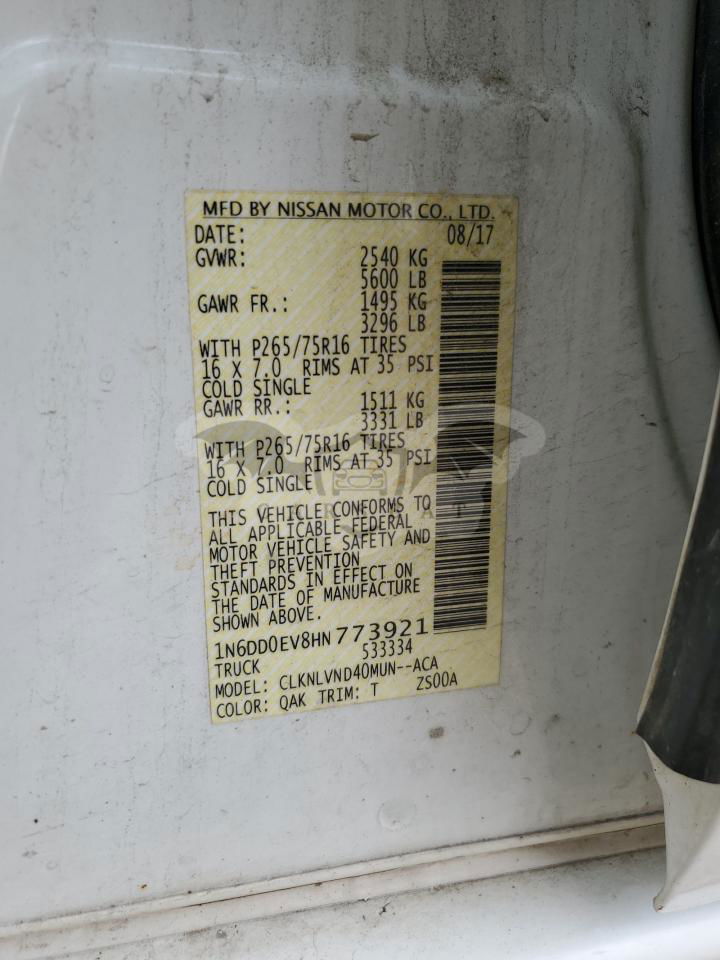 MFD BY NISSAN MOTOR CO., LTD.
DATE: 08/17
GVWR: 2540 KG
5600 LB
GAWR FR.: 1495 KG
3296 LB
WITH P265/75R16 TIRES
16 X 7.0 RIMS AT 35 PSI
COLD SINGLE
GAWR RR.: 1511 KG
3331 LB
WITH P265/75R16 TIRES
16 X 7.0 RIMS AT 35 PSI
COLD SINGLE
THIS VEHICLE CONFORMS TO
ALL APPLICABLE FEDERAL
MOTOR VEHICLE SAFETY AND
THEFT PREVENTION
STANDARDS IN EFFECT ON
THE DATE OF MANUFACTURE
SHOWN ABOVE.
1N6DD0EV8HN 773921
TRUCK 533334
MODEL: CLKNLVND40MUN--ACA
COLOR: QAK TRIM: T ZS00A